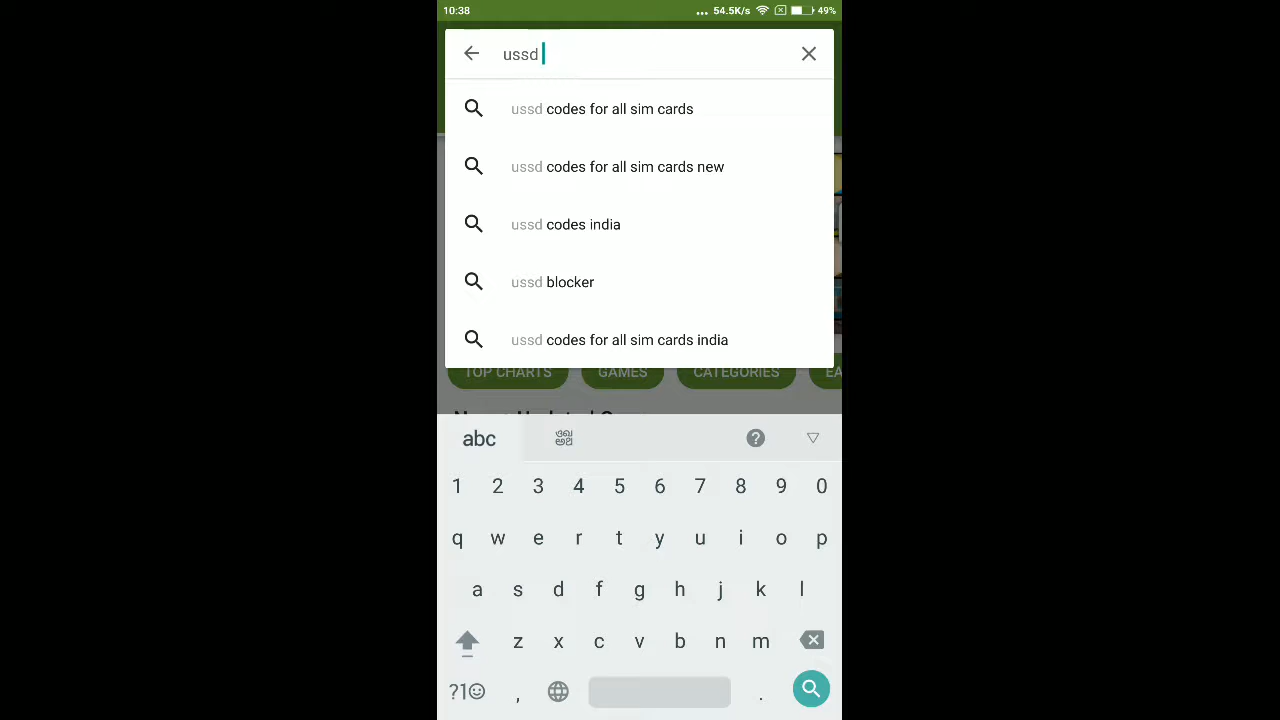 10:38 ... 54.5K/s 49%
ussd
ussd codes for all sim cards
ussd codes for all sim cards new
ussd codes india
ussd blocker
ussd codes for all sim cards india
TOP CHARTS GAMES CATEGORIES EA
abc
1 2 3 4 5 6 7 8 9 0
q w e r t y u i o p
a s d f g h j k l
z x c v b n m
?1☺ , .